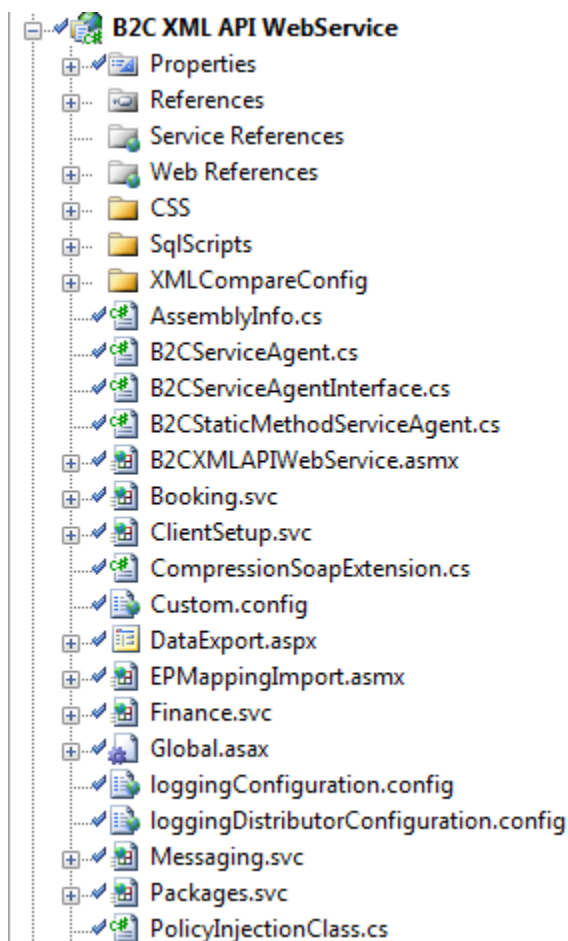 B2C XML API WebService
Properties
References
Service References
Web References
CSS
SqlScripts
XMLCompareConfig
AssemblyInfo.cs
B2CServiceAgent.cs
B2CServiceAgentInterface.cs
B2CStaticMethodServiceAgent.cs
B2CXMLAPIWebService.asmx
Booking.svc
ClientSetup.svc
CompressionSoapExtension.cs
Custom.config
DataExport.aspx
EPMappingImport.asmx
Finance.svc
Global.asax
loggingConfiguration.config
loggingDistributorConfiguration.config
Messaging.svc
Packages.svc
PolicyInjectionClass.cs